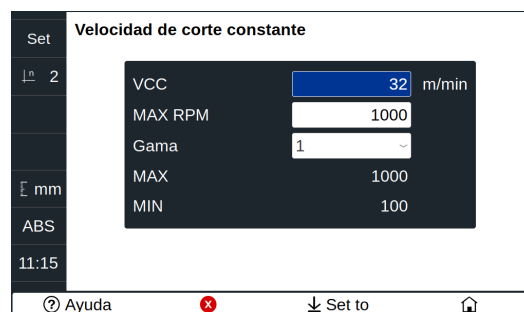 Set
Velocidad de corte constante
n 2
VCC 32 m/min
MAX RPM 1000
Gama 1
MAX 1000
mm
MIN 100
ABS
11:15
? Ayuda
X
Set to